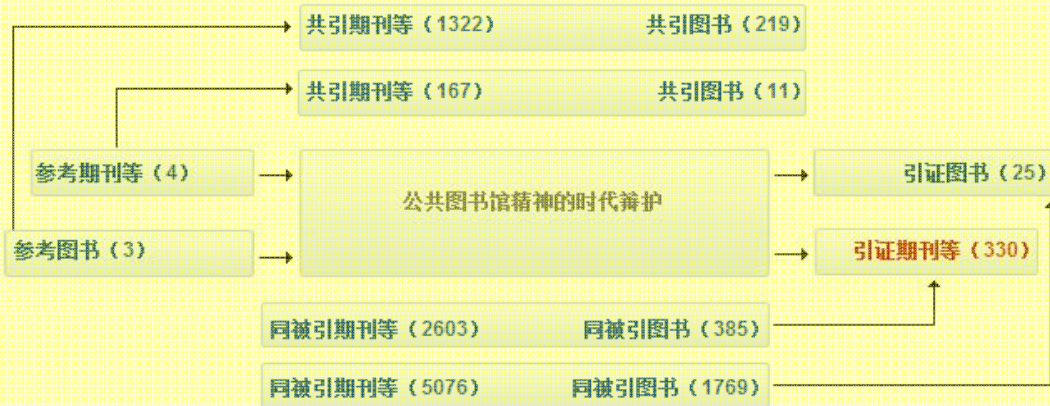 共引期刊等（1322） 共引图书（219）
共引期刊等（167） 共引图书（11）
参考期刊等（4）
公共图书馆精神的时代辩护
引证图书（25）
参考图书（3）
引证期刊等（330）
同被引期刊等（2603） 同被引图书（385）
同被引期刊等（5076） 同被引图书（1769）